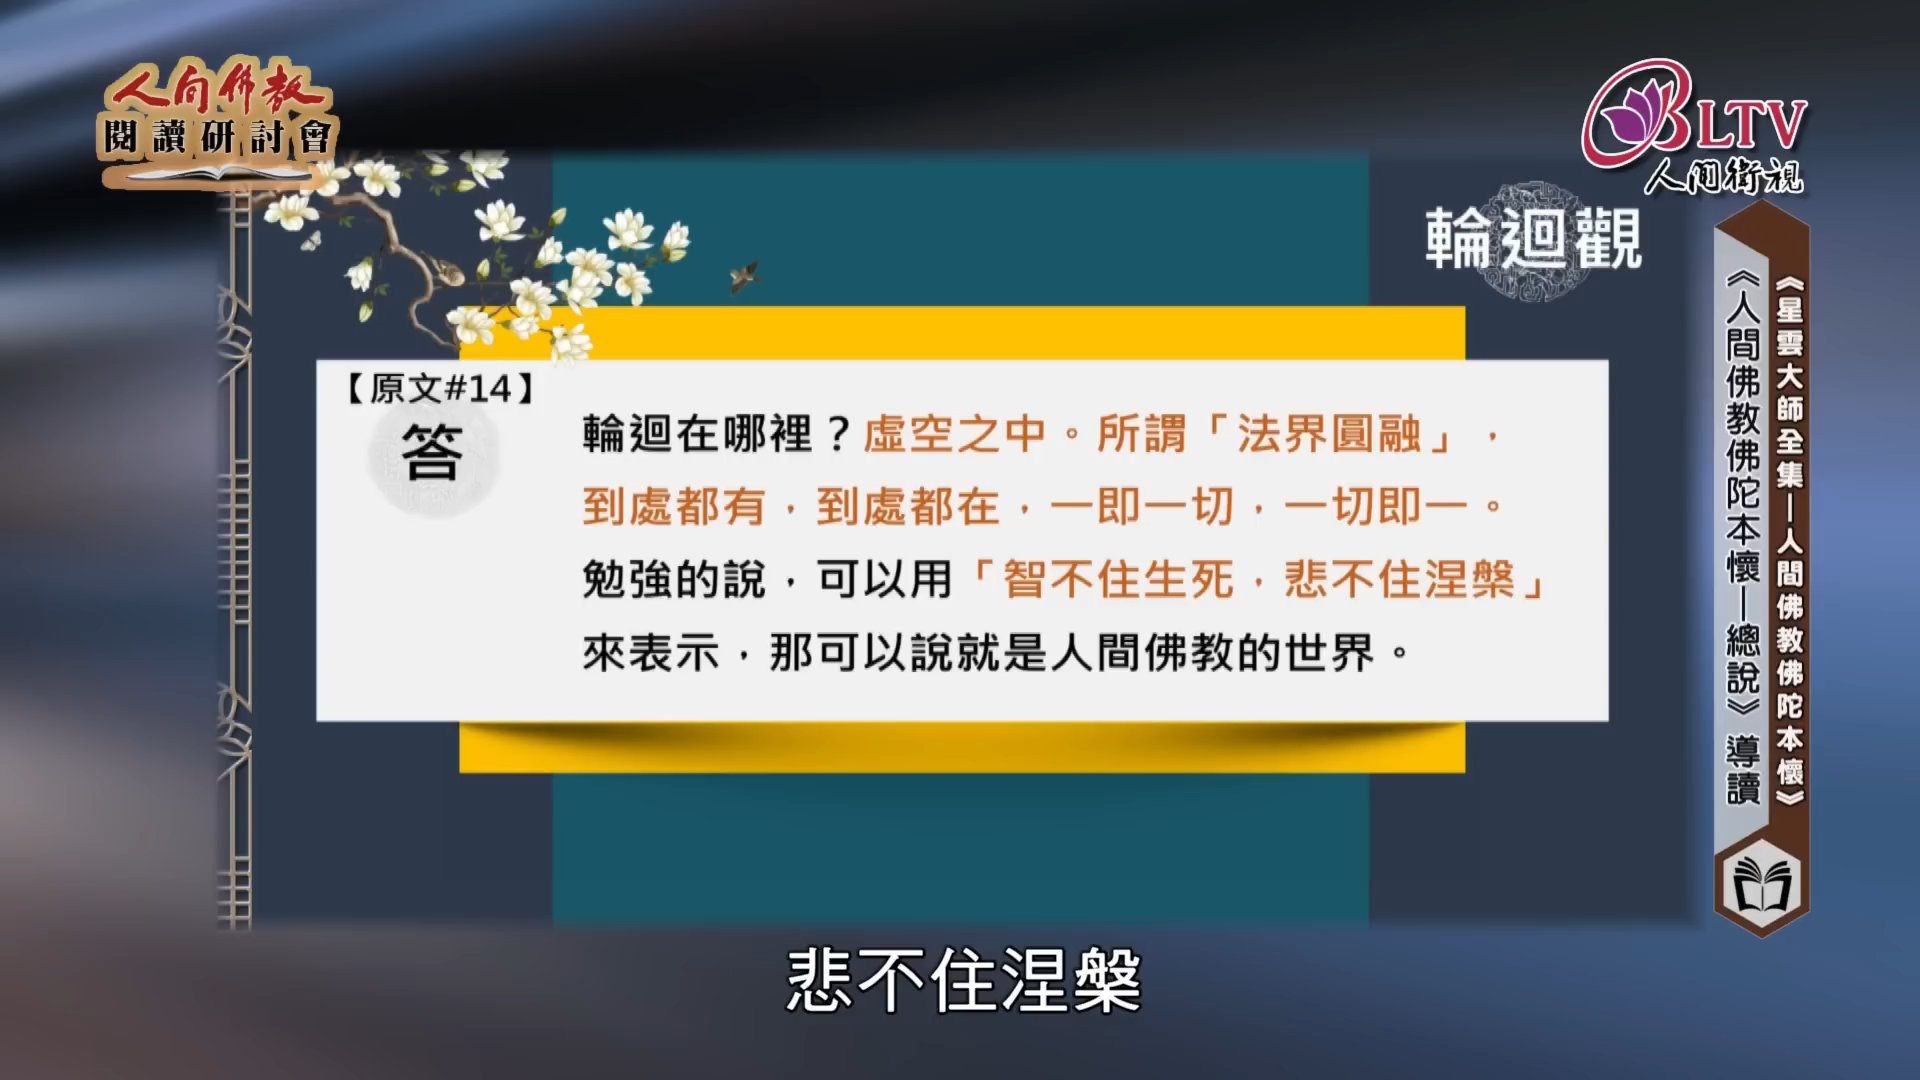 人间佛教
閱讀研討會
BLTV
人間衛視
輪迴觀
【原文#14】
答
輪迴在哪裡？虛空之中。所謂「法界圓融」，
到處都有，到處都在，一即一切，一切即一。
勉強的說，可以用「智不住生死，悲不住涅槃」
來表示，那可以說就是人間佛教的世界。
《星雲大師全集—人間佛教佛陀本懷》
《人間佛教佛陀本懷—總說》導讀
悲不住涅槃